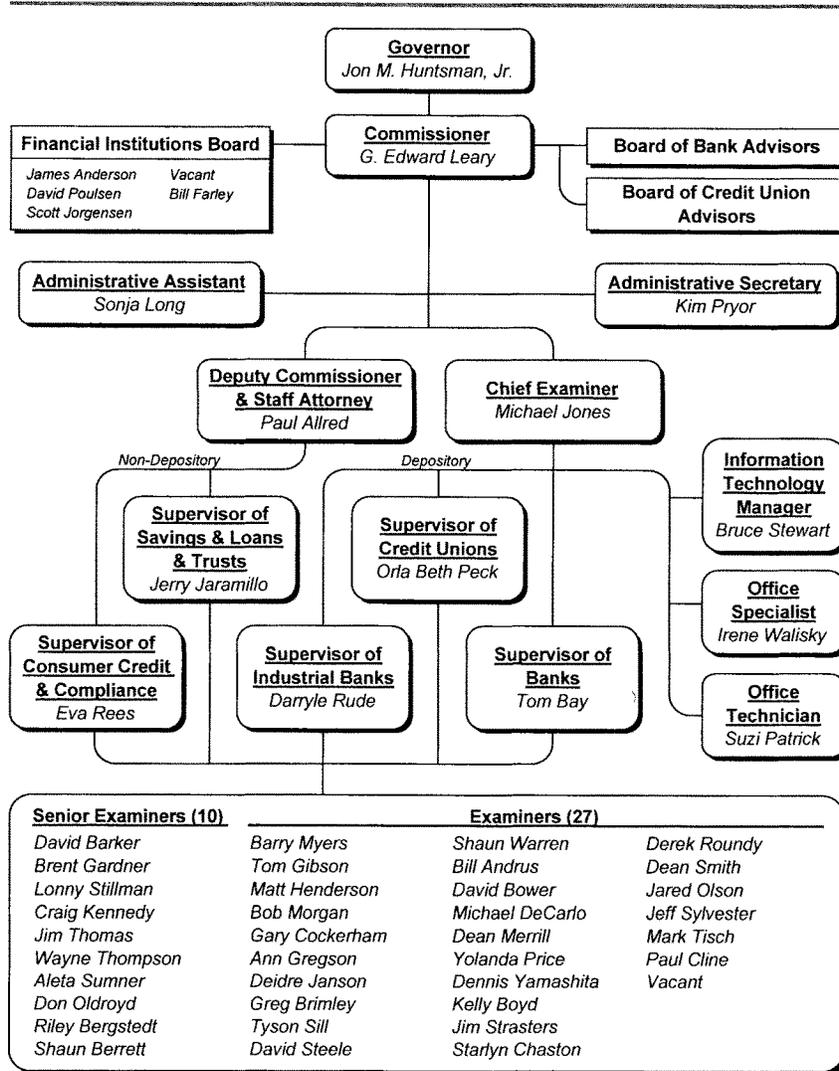 Governor
Jon M. Huntsman, Jr.
Financial Institutions Board
James Anderson Vacant
David Poulsen Bill Farley
Scott Jorgensen
Commissioner
G. Edward Leary
Board of Bank Advisors
Board of Credit Union
Advisors
Administrative Assistant
Sonja Long
Administrative Secretary
Kim Pryor
Deputy Commissioner
& Staff Attorney
Paul Allred
Chief Examiner
Michael Jones
Non-Depository
Depository
Supervisor of
Savings & Loans
& Trusts
Jerry Jaramillo
Supervisor of
Credit Unions
Orla Beth Peck
Information
Technology
Manager
Bruce Stewart
Office
Specialist
Irene Walisky
Supervisor of
Consumer Credit
& Compliance
Eva Rees
Supervisor of
Industrial Banks
Darryle Rude
Supervisor of
Banks
Tom Bay
Office
Technician
Suzi Patrick
Senior Examiners (10) Examiners (27)
David Barker Barry Myers Shaun Warren Derek Roundy
Brent Gardner Tom Gibson Bill Andrus Dean Smith
Lonny Stillman Matt Henderson David Bower Jared Olson
Craig Kennedy Bob Morgan Michael DeCarlo Jeff Sylvester
Jim Thomas Gary Cockerham Dean Merrill Mark Tisch
Wayne Thompson Ann Gregson Yolanda Price Paul Cline
Aleta Sumner Deidre Janson Dennis Yamashita Vacant
Don Oldroyd Greg Brimley Kelly Boyd
Riley Bergstedt Tyson Sill Jim Strasters
Shaun Berrett David Steele Starlyn Chaston